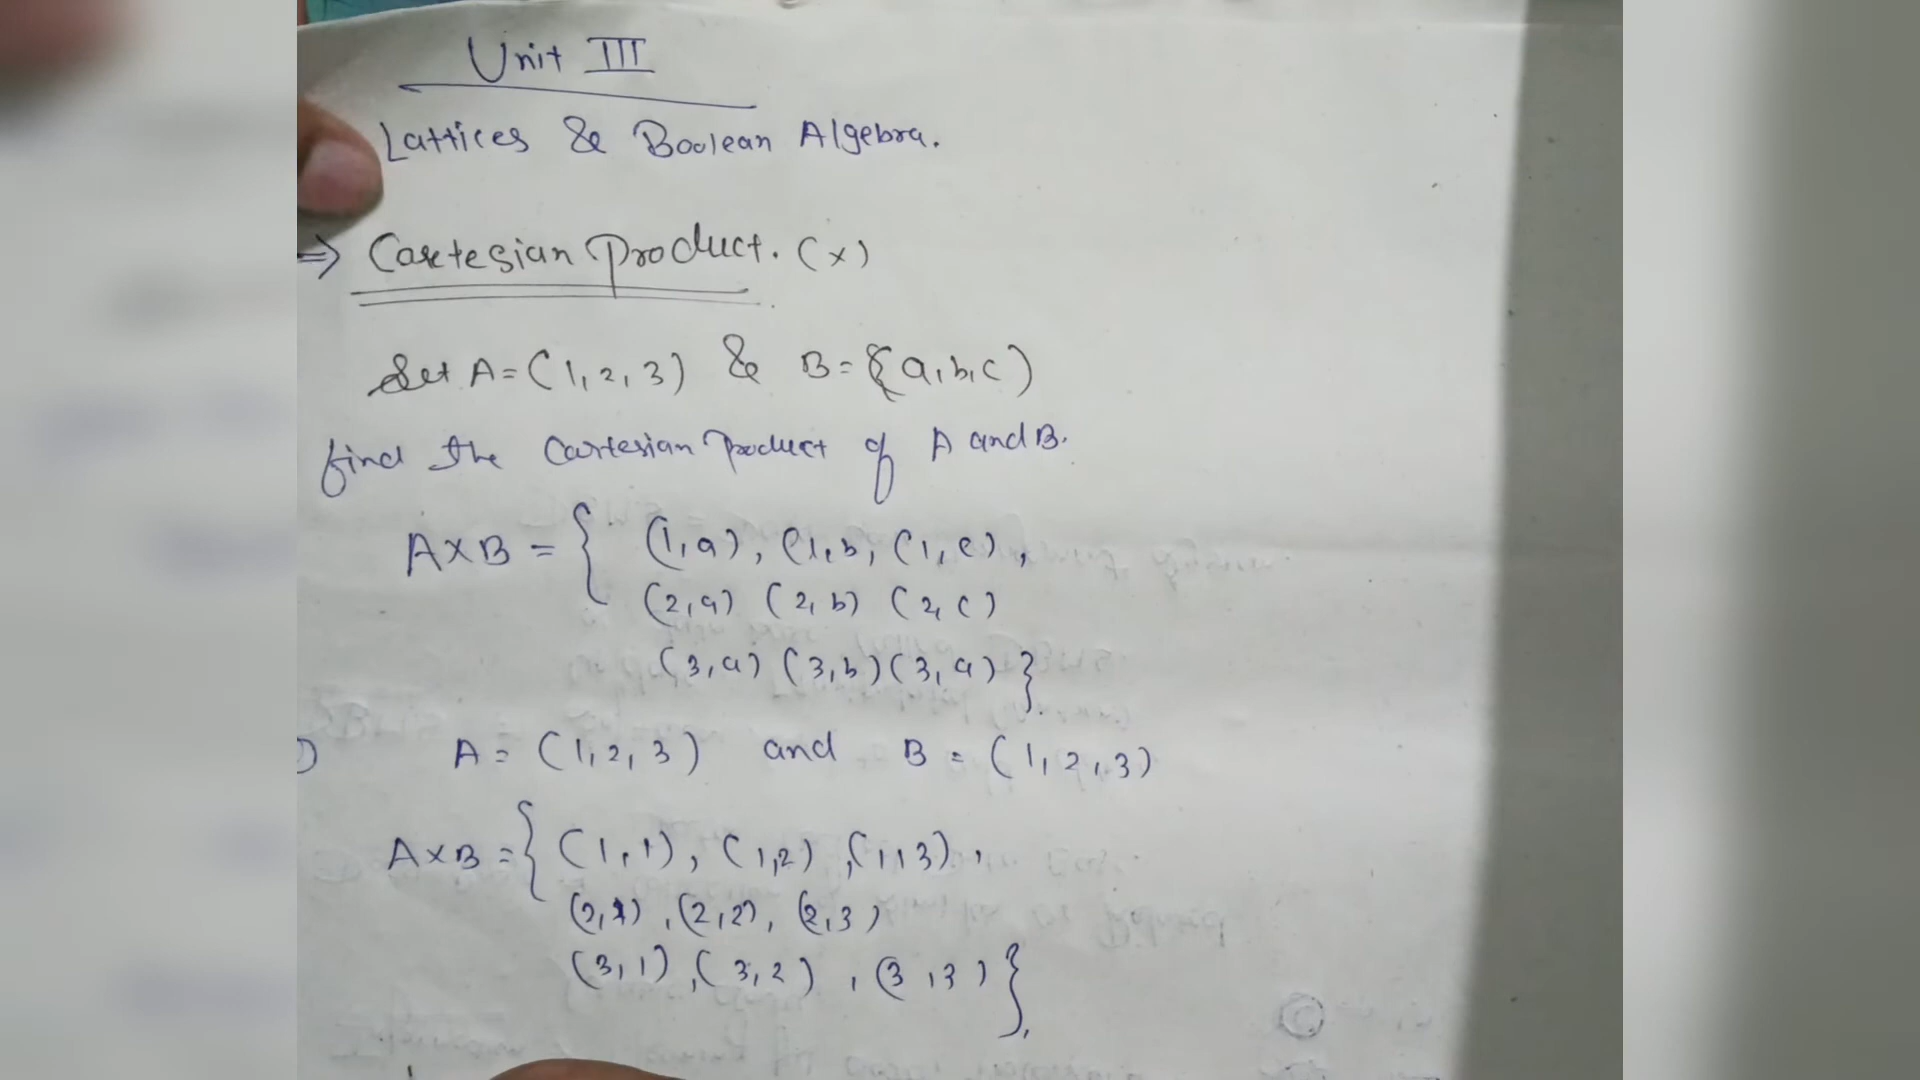 Unit III
Lattices & Boolean Algebra.
⇒ Cartesian Product. (x)
Set A = (1, 2, 3) & B = {a, b, c)
find the Cartesian Product of A and B.
A x B = { (1, a), (1, b, (1, c),
(2, a) (2, b) (2, c)
(3, a) (3, b) (3, a) }.
) A = (1, 2, 3) and B = (1, 2, 3)
A x B = { (1, 1), (1, 2), (1, 3),
(2, 1), (2, 2), (2, 3)
(3, 1), (3, 2), (3, 3) }.